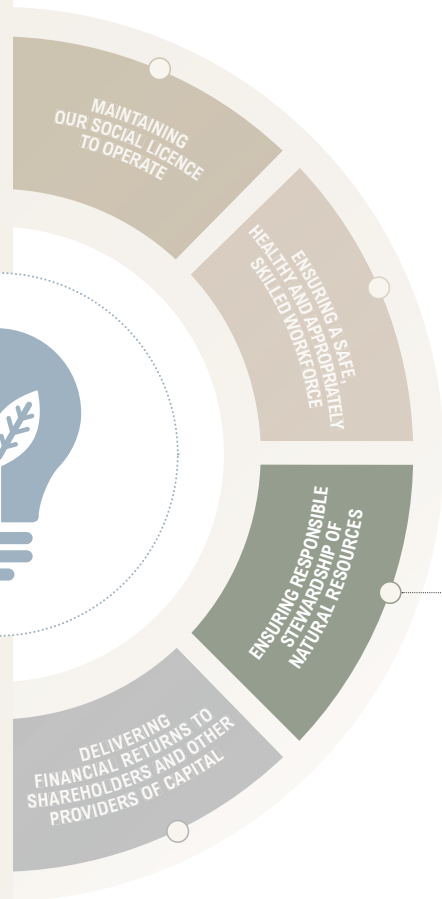 MAINTAINING
OUR SOCIAL LICENCE
TO OPERATE
ENSURING A SAFE,
HEALTHY AND APPROPRIATELY
SKILLED WORKFORCE
ENSURING RESPONSIBLE
STEWARDSHIP OF
NATURAL RESOURCES
DELIVERING
FINANCIAL RETURNS TO
SHAREHOLDERS AND OTHER
PROVIDERS OF CAPITAL